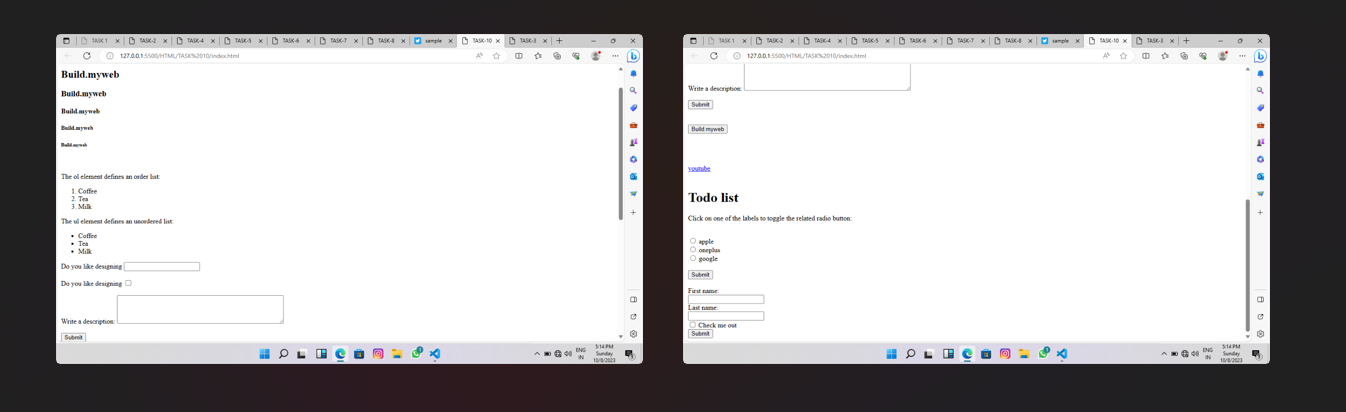 TASK 1
TASK-2
TASK-4
TASK-5
TASK-6
TASK-7
TASK-8
sample
TASK-10
TASK-3
127.0.0.1:5500/HTML/TASK%2010/index.html
Build.myweb
Build.myweb
Build.myweb
Build.myweb
Build.myweb
The ol element defines an order list:
1. Coffee
2. Tea
3. Milk
The ul element defines an unordered list:
• Coffee
• Tea
• Milk
Do you like designing
Do you like designing
Write a description:
Submit
ENG
IN
5:14 PM
Sunday
10/8/2023
TASK 1
TASK-2
TASK-4
TASK-5
TASK-6
TASK-7
TASK-8
sample
TASK-10
TASK-3
127.0.0.1:5500/HTML/TASK%2010/index.html
Write a description:
Submit
Build myweb
youtube
Todo list
Click on one of the labels to toggle the related radio button:
apple
oneplus
google
Submit
First name:
Last name:
Check me out
Submit
ENG
IN
5:14 PM
Sunday
10/8/2023